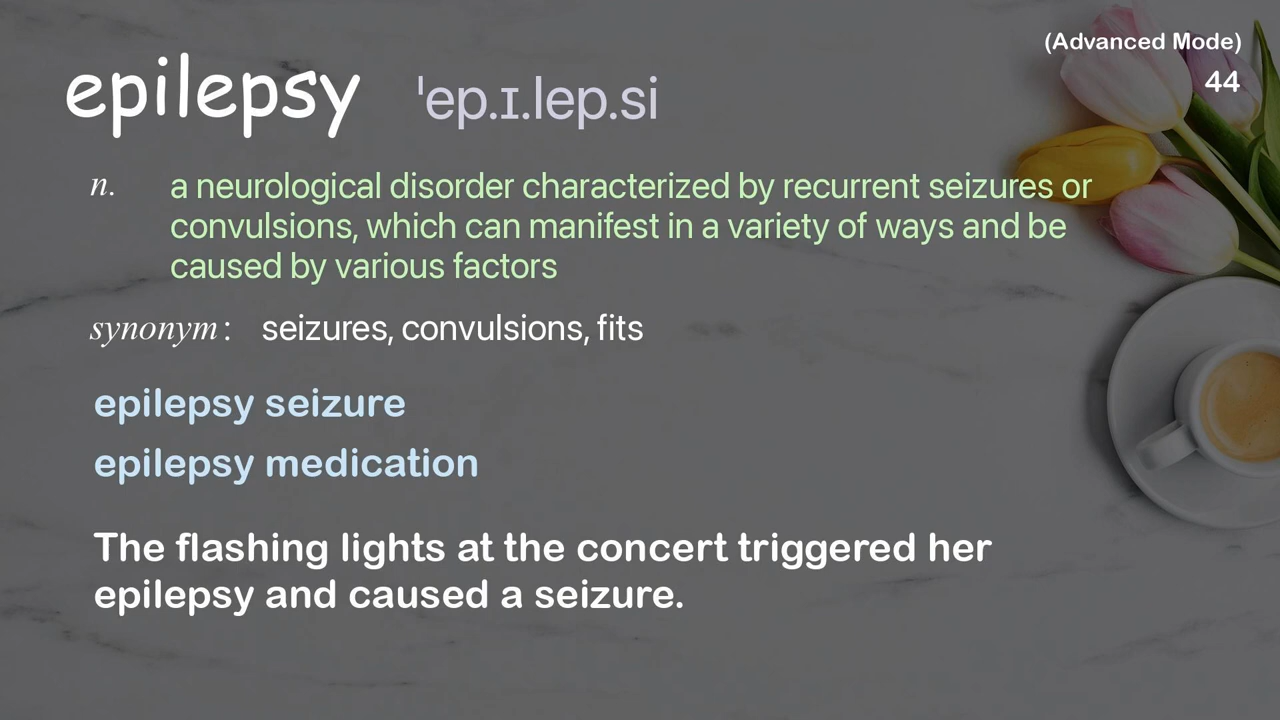 (Advanced Mode)
44
epilepsy ˈep.ɪ.lep.si
n. a neurological disorder characterized by recurrent seizures or
convulsions, which can manifest in a variety of ways and be
caused by various factors
synonym: seizures, convulsions, fits
epilepsy seizure
epilepsy medication
The flashing lights at the concert triggered her
epilepsy and caused a seizure.